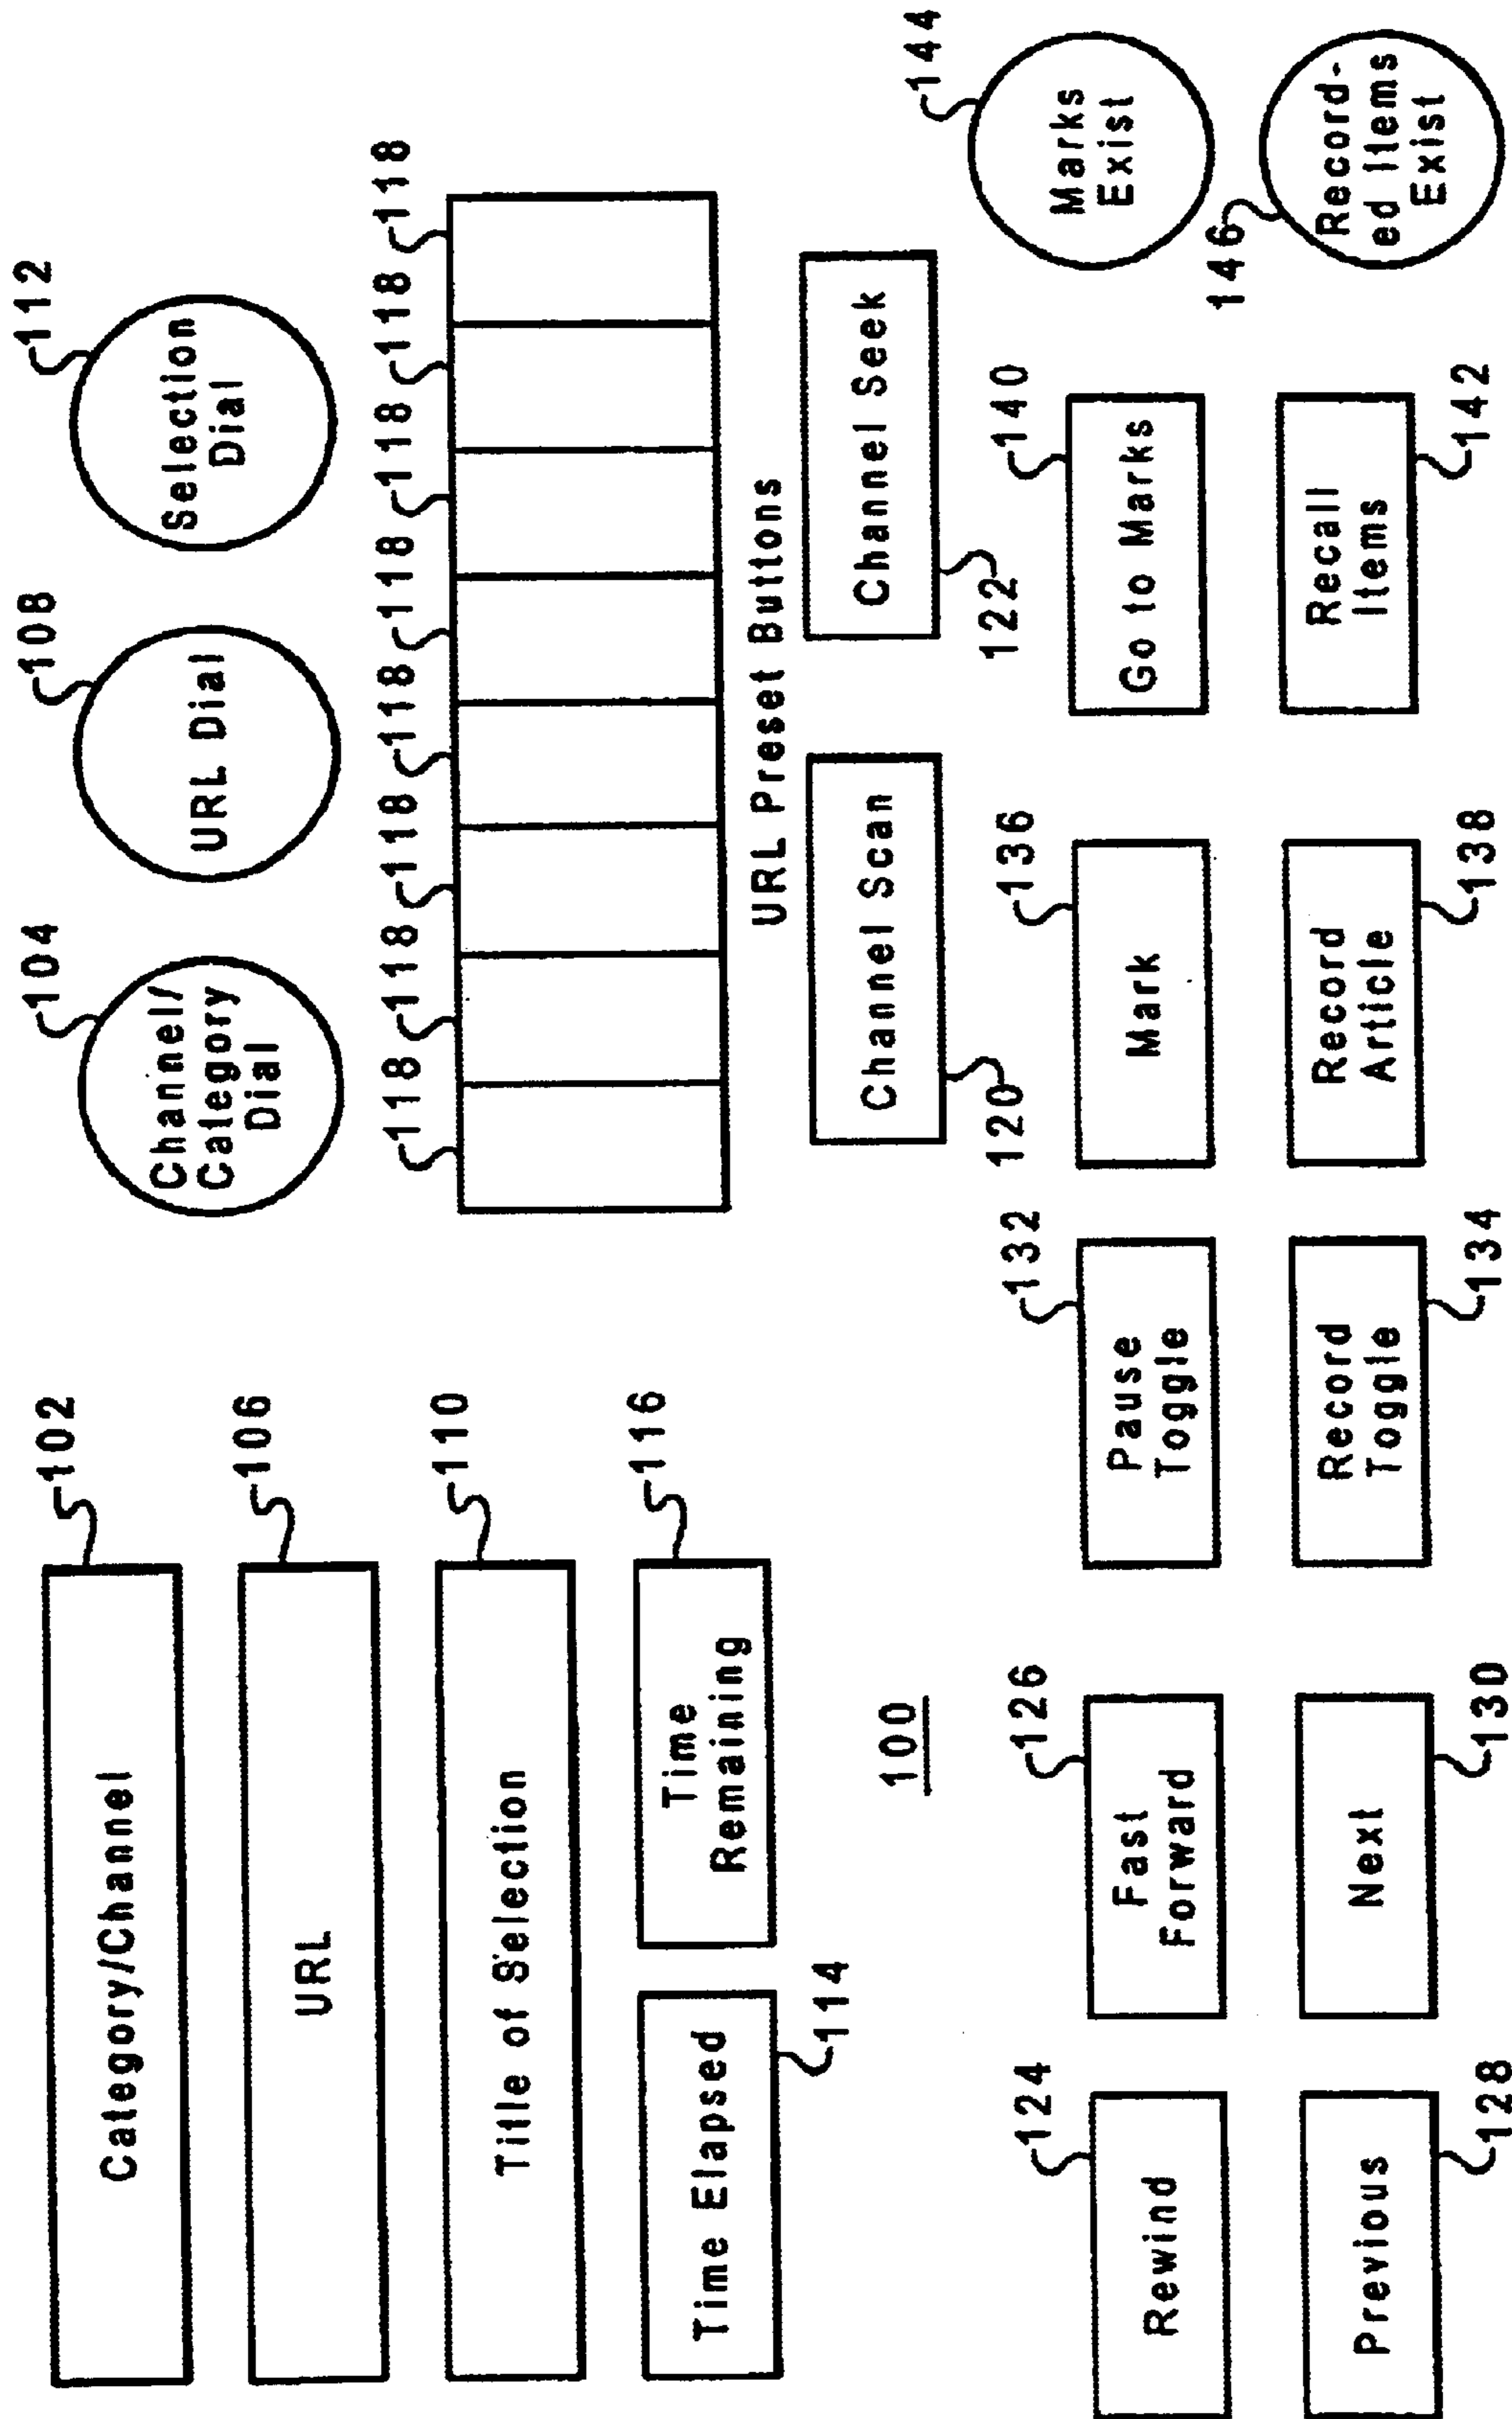 102
Category/Channel
106
URL
110
Title of Selection
116
Time Elapsed
Time
Remaining
114
100
104
Channel/
Category
Dial
108
URL Dial
112
Selection
Dial
118 118 118 118 118 118 118 118
URL Preset Buttons
Channel Scan
120
Channel Seek
122
124
Rewind
126
Fast
Forward
132
Pause
Toggle
136
Mark
140
Go to Marks
144
Marks
Exist
Previous
128
Next
130
Record
Toggle
134
Record
Article
138
Recall
Items
142
146
Record-
ed Items
Exist